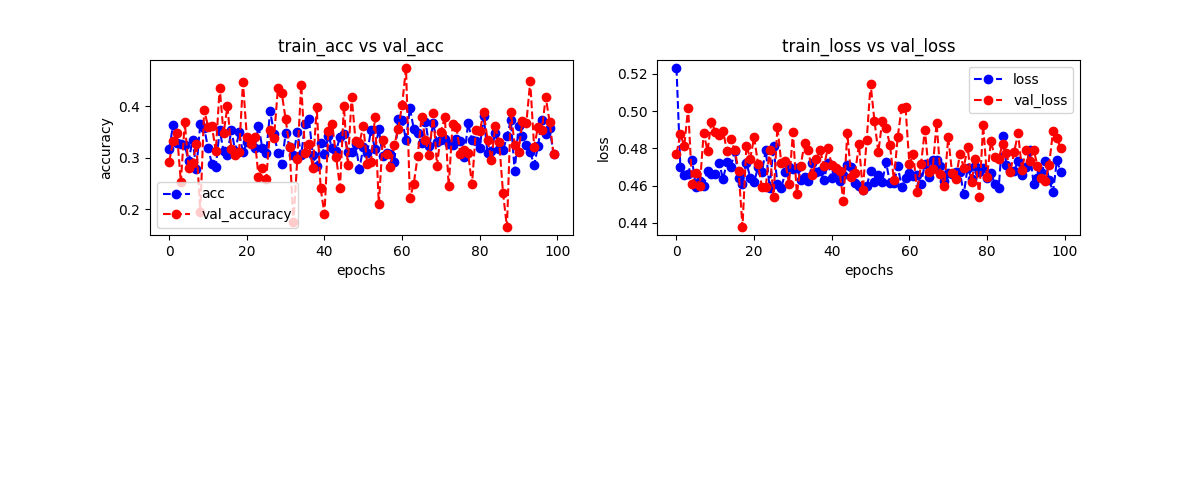 train_acc vs val_acc
accuracy
0.4
0.3
0.2
acc
val_accuracy
0 20 40 60 80 100
epochs
train_loss vs val_loss
loss
0.52
0.50
0.48
0.46
0.44
loss
val_loss
0 20 40 60 80 100
epochs